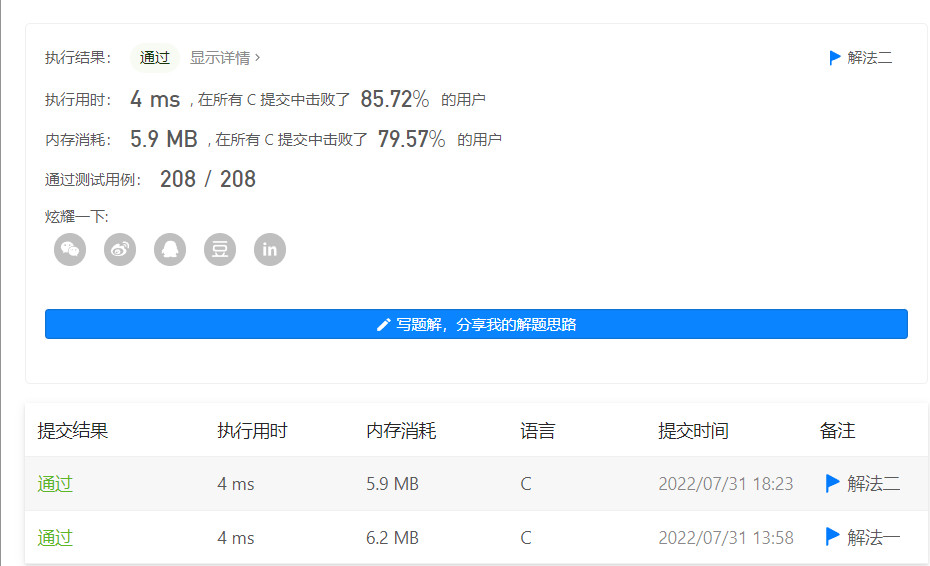 执行结果： 通过 显示详情 › 解法二
执行用时： 4 ms , 在所有 C 提交中击败了 85.72% 的用户
内存消耗： 5.9 MB , 在所有 C 提交中击败了 79.57% 的用户
通过测试用例： 208 / 208
炫耀一下:
豆 in
写题解，分享我的解题思路
提交结果 执行用时 内存消耗 语言 提交时间 备注
通过 4 ms 5.9 MB C 2022/07/31 18:23 解法二
通过 4 ms 6.2 MB C 2022/07/31 13:58 解法一